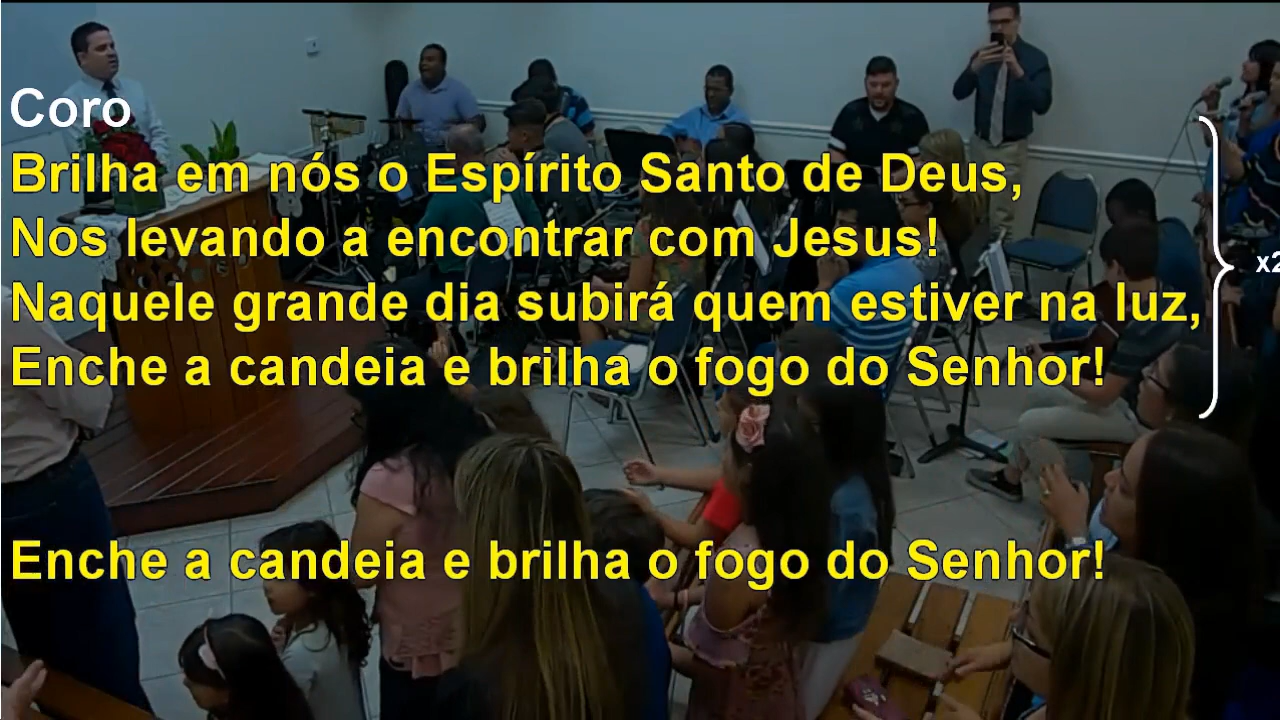 Coro
Brilha em nós o Espírito Santo de Deus,
Nos levando a encontrar com Jesus!
Naquele grande dia subirá quem estiver na luz,
Enche a candeia e brilha o fogo do Senhor!
x2
Enche a candeia e brilha o fogo do Senhor!